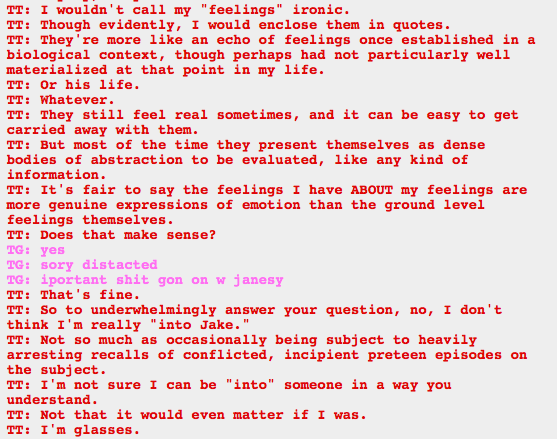 TT: I wouldn't call my "feelings" ironic.
TT: Though evidently, I would enclose them in quotes.
TT: They're more like an echo of feelings once established in a
biological context, though perhaps had not particularly well
materialized at that point in my life.
TT: Or his life.
TT: Whatever.
TT: They still feel real sometimes, and it can be easy to get
carried away with them.
TT: But most of the time they present themselves as dense
bodies of abstraction to be evaluated, like any kind of
information.
TT: It's fair to say the feelings I have ABOUT my feelings are
more genuine expressions of emotion than the ground level
feelings themselves.
TT: Does that make sense?
TG: yes
TG: sory distacted
TG: iportant shit gon on w janesy
TT: That's fine.
TT: So to underwhelmingly answer your question, no, I don't
think I'm really "into Jake."
TT: Not so much as occasionally being subject to heavily
arresting recalls of conflicted, incipient preteen episodes on
the subject.
TT: I'm not sure I can be "into" someone in a way you
understand.
TT: Not that it would even matter if I was.
TT: I'm glasses.